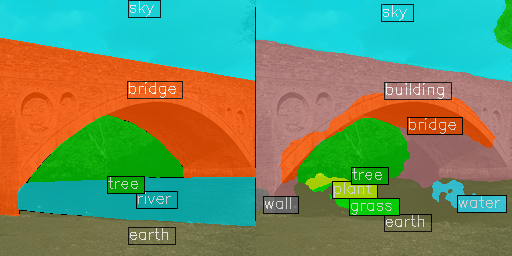 sky
bridge
tree
river
earth
sky
building
bridge
tree
plant
wall
grass
water
earth